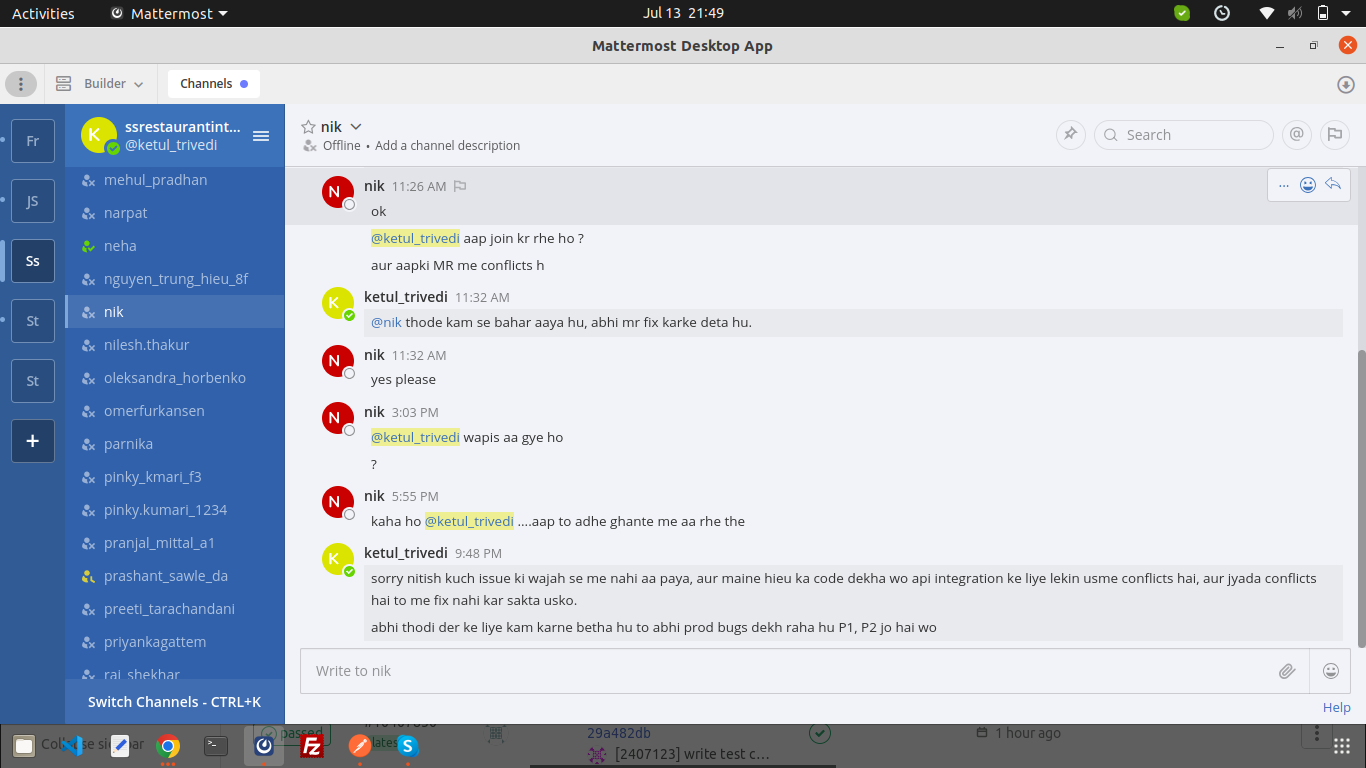 Activities
Mattermost
Jul 13 21:49
Mattermost Desktop App
Builder
Channels
Fr
JS
Ss
St
St
+
K
ssrestaurantint...
@ketul_trivedi
mehul_pradhan
narpat
neha
nguyen_trung_hieu_8f
nik
nilesh.thakur
oleksandra_horbenko
omerfurkansen
parnika
pinky_kmari_f3
pinky.kumari_1234
pranjal_mittal_a1
prashant_sawle_da
preeti_tarachandani
priyankagattem
raj_shekhar
Switch Channels - CTRL+K
nik
Offline • Add a channel description
Search
@
N
nik 11:26 AM
ok
@ketul_trivedi aap join kr rhe ho ?
aur aapki MR me conflicts h
K
ketul_trivedi 11:32 AM
@nik thode kam se bahar aaya hu, abhi mr fix karke deta hu.
N
nik 11:32 AM
yes please
N
nik 3:03 PM
@ketul_trivedi wapis aa gye ho
?
N
nik 5:55 PM
kaha ho @ketul_trivedi ....aap to adhe ghante me aa rhe the
K
ketul_trivedi 9:48 PM
sorry nitish kuch issue ki wajah se me nahi aa paya, aur maine hieu ka code dekha wo api integration ke liye lekin usme conflicts hai, aur jyada conflicts
hai to me fix nahi kar sakta usko.
abhi thodi der ke liye kam karne betha hu to abhi prod bugs dekh raha hu P1, P2 jo hai wo
Write to nik
Help
passed
29a482db
1 hour ago
lates
[2407123] write test c...